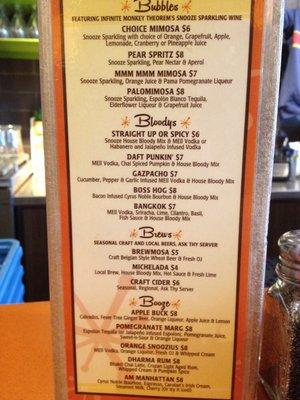 Bubbles
FEATURING INFINITE MONKEY THEOREM'S SNOOZE SPARKLING WINE
CHOICE MIMOSA $6
Snooze Sparkling with choice of Orange, Grapefruit, Apple,
Lemonade, Cranberry or Pineapple Juice
PEAR SPRITZ $8
Snooze Sparkling, Pear Nectar & Aperol
MMM MMM MIMOSA $7
Snooze Sparkling, Orange Juice & Pama Pomegranate Liqueur
PALOMIMOSA $8
Snooze Sparkling, Espolon Blanco Tequila,
Elderflower Liqueur & Grapefruit Juice
Bloodys
STRAIGHT UP OR SPICY $6
Snooze House Bloody Mix & MEll Vodka or
Habanero and Jalapeño Infused Vodka
DAFT PUNKIN' $7
MEll Vodka, Chai Spiced Pumpkin & House Bloody Mix
GAZPACHO $7
Cucumber, Pepper & Garlic Infused MEll Vodka & House Bloody Mix
BOSS HOG $8
Bacon Infused Cyrus Noble Bourbon & House Bloody Mix
BANGKOK $7
MEll Vodka, Sriracha, Lime, Cilantro, Basil,
Fish Sauce & House Bloody Mix
Brews
SEASONAL CRAFT AND LOCAL BEERS, ASK THY SERVER
BREWMOSA $5
Craft Belgian Style Wheat Beer & Fresh OJ
MICHELADA $4
Local Brew, House Bloody Mix, Hot Sauce & Fresh Lime
CRAFT CIDER $6
Seasonal, Regional, Ask Thy Server
Booze
APPLE BUCK $8
Calvados, Fever Tree Ginger Beer, Orange Liqueur, Apple Juice & Lemon
POMEGRANATE MARG $8
Espolon Tequila (or Jalapeño infused Espolon), Pomegranate Juice,
Sweet-n-Sour & Orange Liqueur
ORANGE SNOOZIUS $8
MEll Vodka, Orange Liqueur, Fresh OJ & Whipped Cream
DHARMA RUM $8
Bhakti Chai Latte, Cruzan Light Aged Rum,
Whipped Cream & Pumpkin Spice
AM MANHATTAN $8
Cyrus Noble Bourbon, Espresso, Carolan's Irish Cream,
Steamed Milk, Cherry (Or try it iced!)